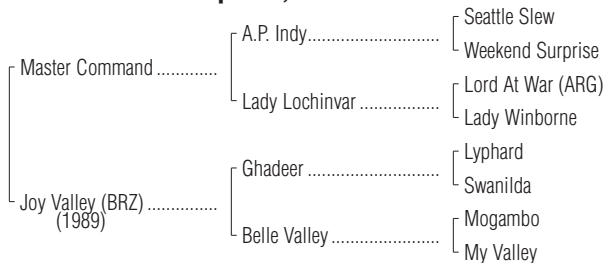 Seattle Slew
A.P. Indy
Weekend Surprise
Master Command
Lord At War (ARG)
Lady Lochinvar
Lady Winborne
Lyphard
Ghadeer
Swanilda
Joy Valley (BRZ)
(1989)
Mogambo
Belle Valley
My Valley